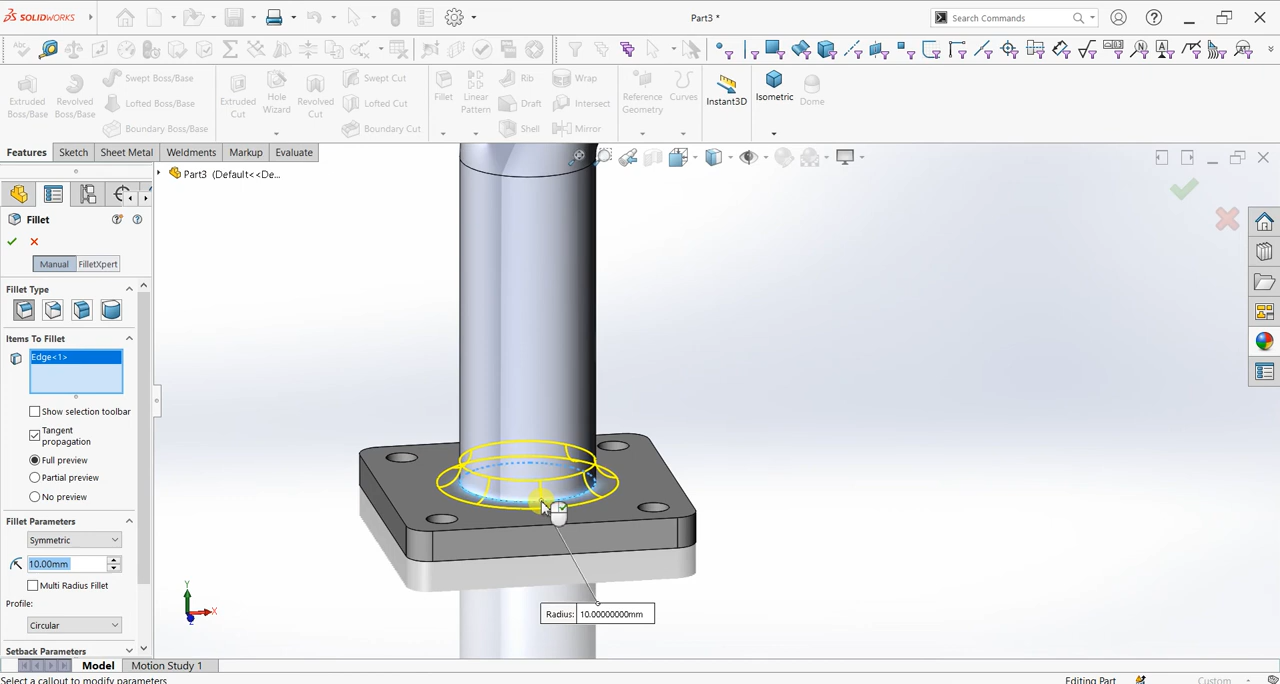 SOLIDWORKS
Part3 *
Search Commands
Extruded Boss/Base
Revolved Boss/Base
Swept Boss/Base
Lofted Boss/Base
Boundary Boss/Base
Extruded Cut
Hole Wizard
Revolved Cut
Swept Cut
Lofted Cut
Boundary Cut
Fillet
Linear Pattern
Rib
Draft
Shell
Wrap
Intersect
Mirror
Reference Geometry
Curves
Instant3D
Isometric
Dome
Features
Sketch
Sheet Metal
Weldments
Markup
Evaluate
Part3 (Default<<De...
Fillet
Manual
FilletXpert
Fillet Type
Items To Fillet
Edge<1>
Show selection toolbar
Tangent
propagation
Full preview
Partial preview
No preview
Fillet Parameters
Symmetric
10.00mm
Multi Radius Fillet
Profile:
Circular
Setback Parameters
Radius: 10.00000000mm
Y
X
Z
Model
Motion Study 1
Select a callout to modify parameters
Editing Part
Custom